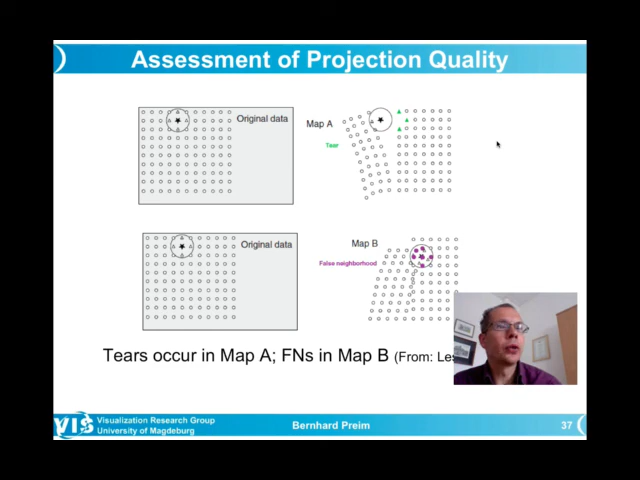 Assessment of Projection Quality
Original data
Map A
Tear
Original data
Map B
False neighborhood
Tears occur in Map A; FNs in Map B (From: Les
VIS
Visualization Research Group
University of Magdeburg
Bernhard Preim
37